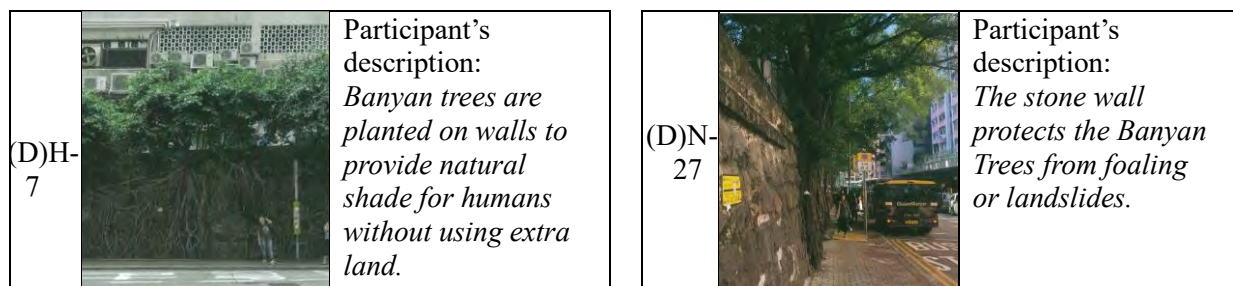 (D)H-
7
Participant's
description:
Banyan trees are
planted on walls to
provide natural
shade for humans
without using extra
land.
(D)N-
27
Participant's
description:
The stone wall
protects the Banyan
Trees from foaling
or landslides.